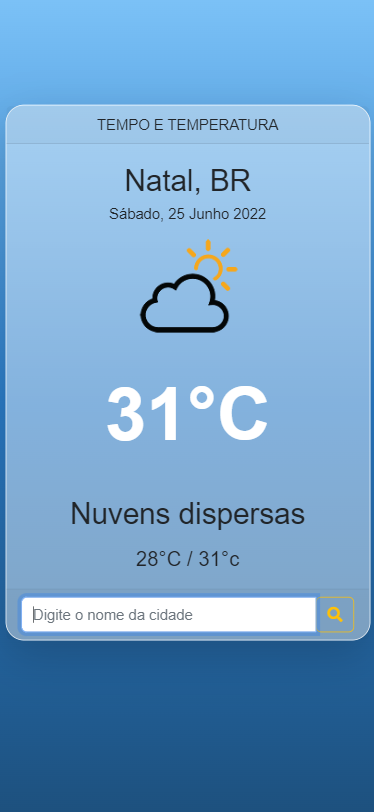 TEMPO E TEMPERATURA
Natal, BR
Sábado, 25 Junho 2022
31°C
Nuvens dispersas
28°C / 31°c
Digite o nome da cidade